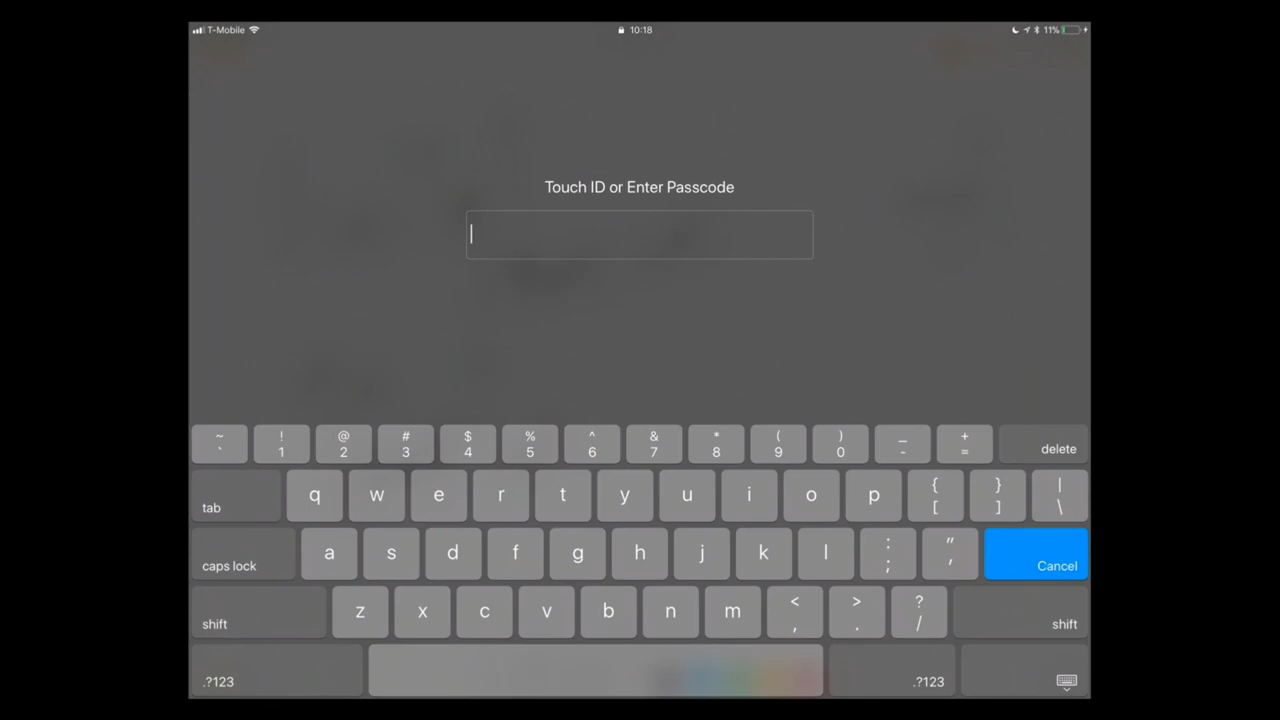 T-Mobile 10:18 11%
Touch ID or Enter Passcode
~ ! @ # $ % ^ & * ( ) _ +
` 1 2 3 4 5 6 7 8 9 0 - = delete
tab q w e r t y u i o p { [ } ] | \
caps lock a s d f g h j k l : ; " ' Cancel
shift z x c v b n m < , > . ? / shift
.?123 .?123